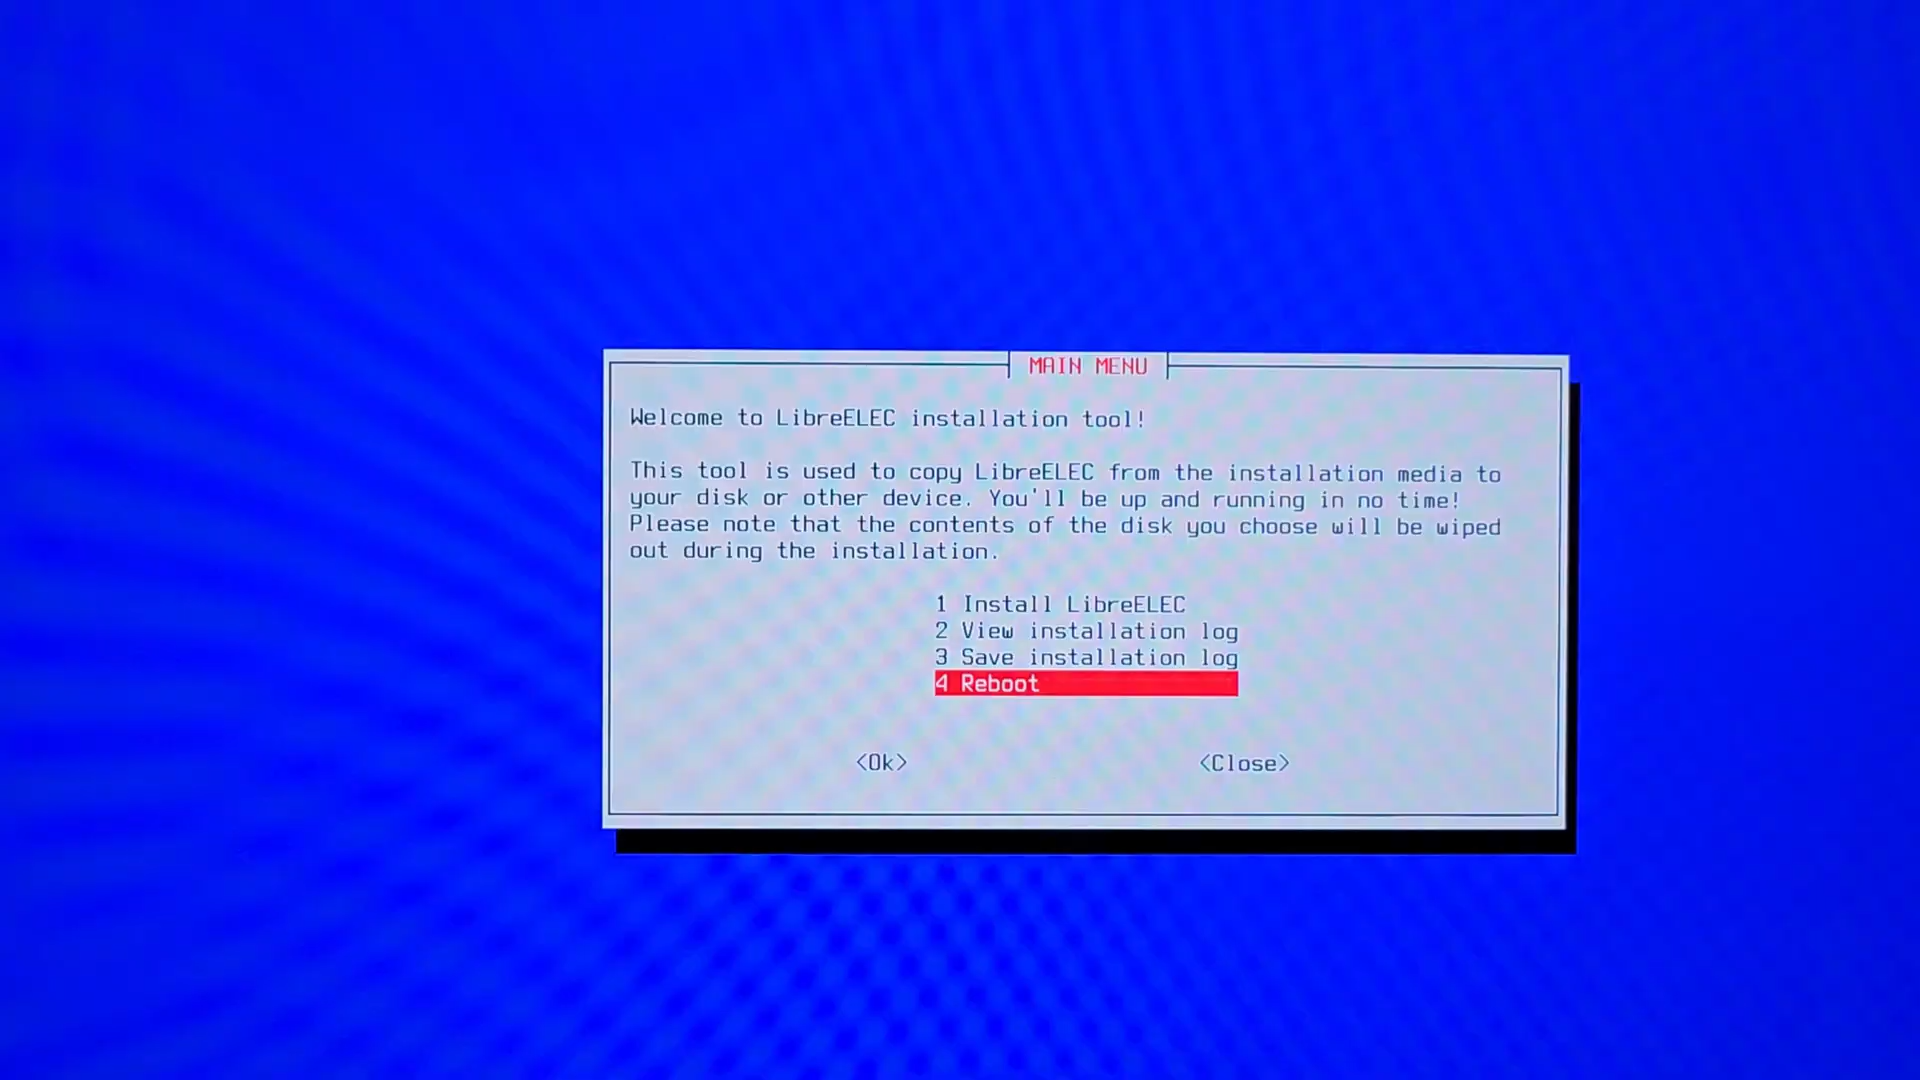 MAIN MENU
Welcome to LibreELEC installation tool!
This tool is used to copy LibreELEC from the installation media to
your disk or other device. You'll be up and running in no time!
Please note that the contents of the disk you choose will be wiped
out during the installation.
1 Install LibreELEC
2 View installation log
3 Save installation log
4 Reboot
<Ok> <Close>